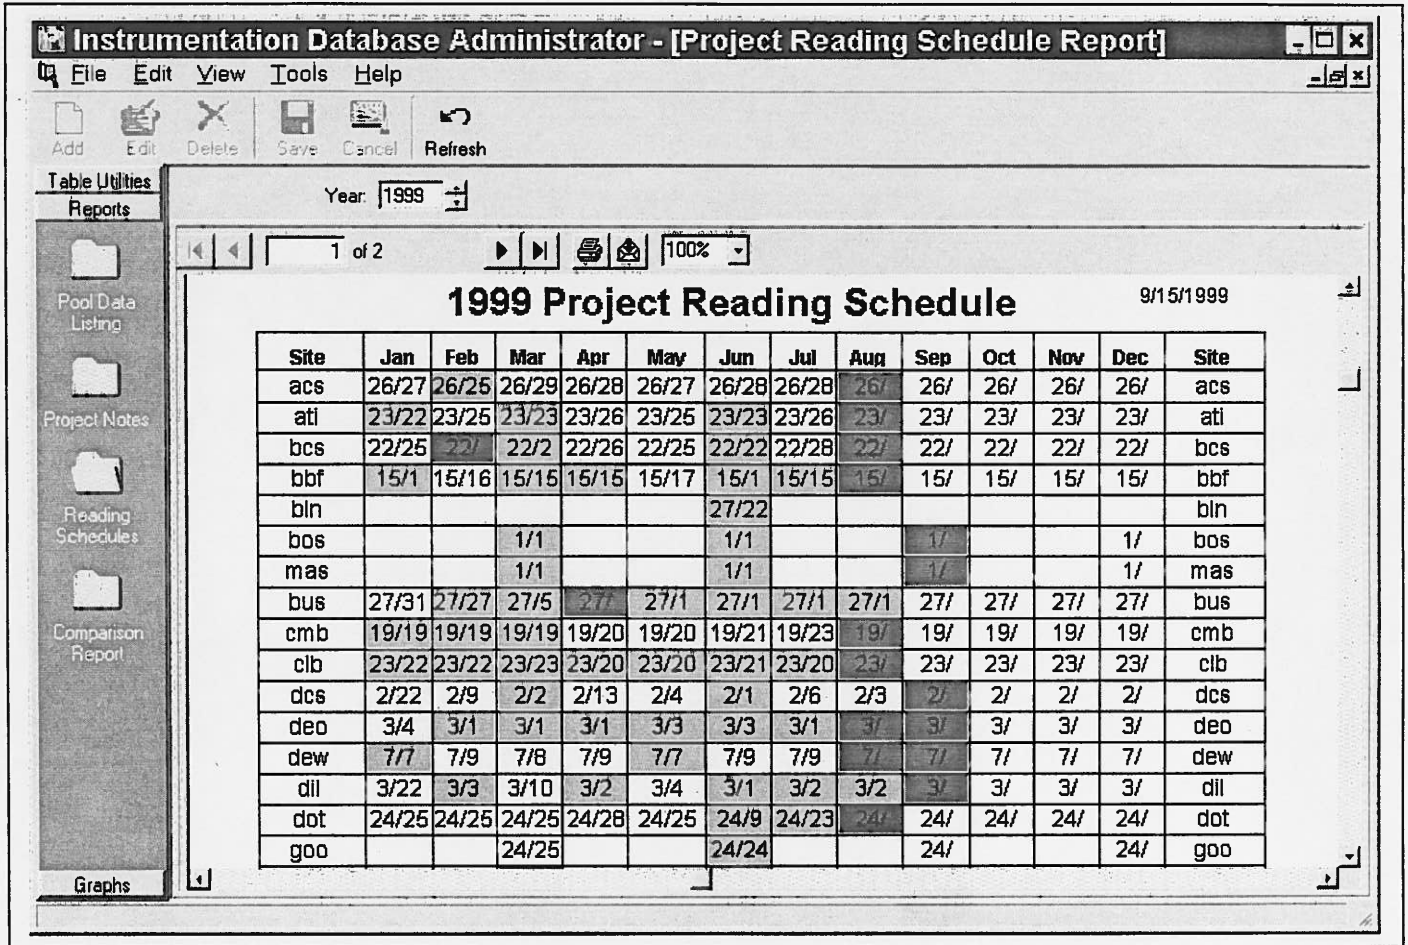 Instrumentation Database Administrator - [Project Reading Schedule Report]
File Edit View Tools Help
Add Edit Delete Save Cancel Refresh
Table Utilities
Reports
Year: 1999
1 of 2 100%
Pool Data
Listing
Project Notes
Reading
Schedules
Comparison
Report
Graphs
1999 Project Reading Schedule 9/15/1999
Site Jan Feb Mar Apr May Jun Jul Aug Sep Oct Nov Dec Site
acs 26/27 26/25 26/29 26/28 26/27 26/28 26/28 26/ 26/ 26/ 26/ 26/ acs
ati 23/22 23/25 23/23 23/26 23/25 23/23 23/26 23/ 23/ 23/ 23/ 23/ ati
bcs 22/25 22/ 22/2 22/26 22/25 22/22 22/28 22/ 22/ 22/ 22/ 22/ bcs
bbf 15/1 15/16 15/15 15/15 15/17 15/1 15/15 15/ 15/ 15/ 15/ 15/ bbf
bln 27/22 bln
bos 1/1 1/1 1/ 1/ bos
mas 1/1 1/1 1/ 1/ mas
bus 27/31 27/27 27/5 27/ 27/1 27/1 27/1 27/1 27/ 27/ 27/ 27/ bus
cmb 19/19 19/19 19/19 19/20 19/20 19/21 19/23 19/ 19/ 19/ 19/ 19/ cmb
clb 23/22 23/22 23/23 23/20 23/20 23/21 23/20 23/ 23/ 23/ 23/ 23/ clb
dcs 2/22 2/9 2/2 2/13 2/4 2/1 2/6 2/3 2/ 2/ 2/ 2/ dcs
deo 3/4 3/1 3/1 3/1 3/3 3/3 3/1 3/ 3/ 3/ 3/ 3/ deo
dew 7/7 7/9 7/8 7/9 7/7 7/9 7/9 7/ 7/ 7/ 7/ 7/ dew
dil 3/22 3/3 3/10 3/2 3/4 3/1 3/2 3/2 3/ 3/ 3/ 3/ dil
dot 24/25 24/25 24/25 24/28 24/25 24/9 24/23 24/ 24/ 24/ 24/ 24/ dot
goo 24/25 24/24 24/ 24/ goo